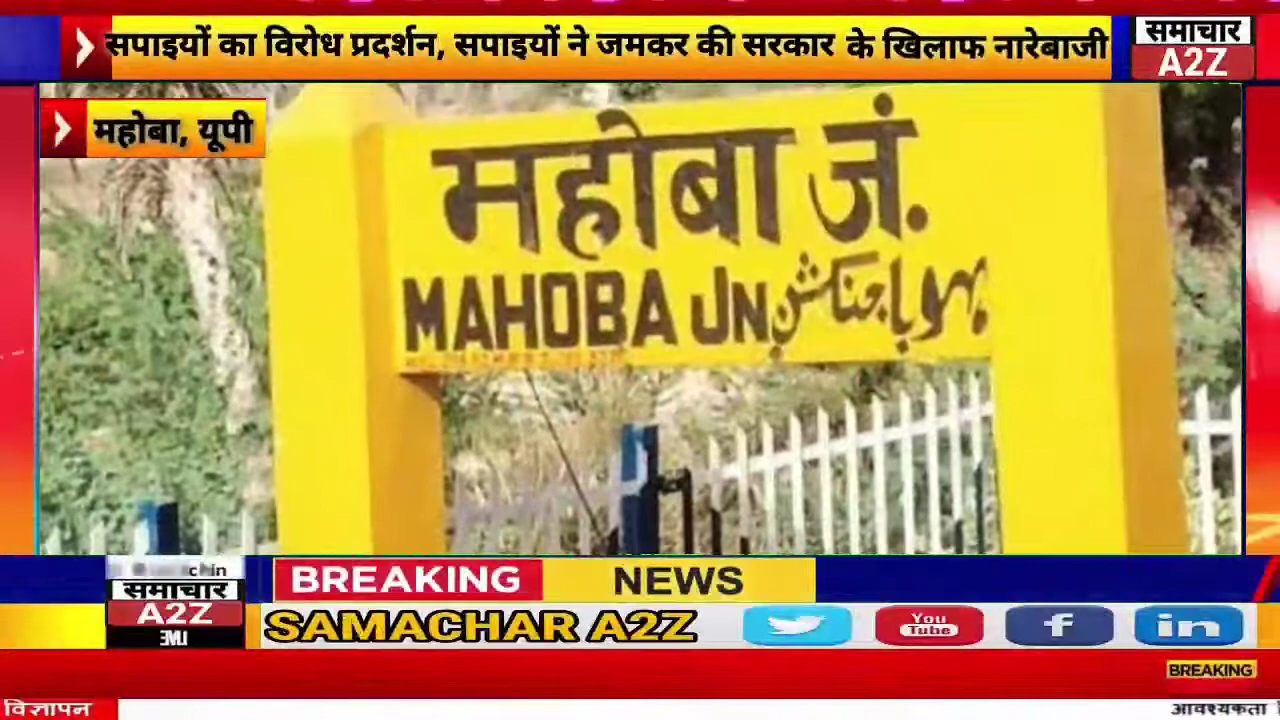 सपाइयों का विरोध प्रदर्शन, सपाइयों ने जमकर की सरकार के खिलाफ नारेबाजी
समाचार
A2Z
महोबा, यूपी
महोबा जं.
MAHOBA JN
مہوبا جنکشن
chin
समाचार
A2Z
BREAKING NEWS
SAMACHAR A2Z
You
Tube
f
in
BREAKING
विज्ञापन
आवश्यकता